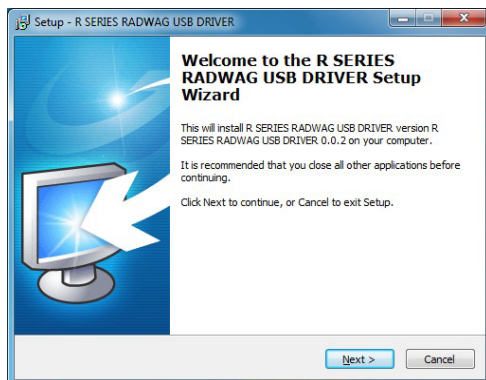 Setup - R SERIES RADWAG USB DRIVER
Welcome to the R SERIES
RADWAG USB DRIVER Setup
Wizard
This will install R SERIES RADWAG USB DRIVER version R
SERIES RADWAG USB DRIVER 0.0.2 on your computer.
It is recommended that you close all other applications before
continuing.
Click Next to continue, or Cancel to exit Setup.
Next >
Cancel